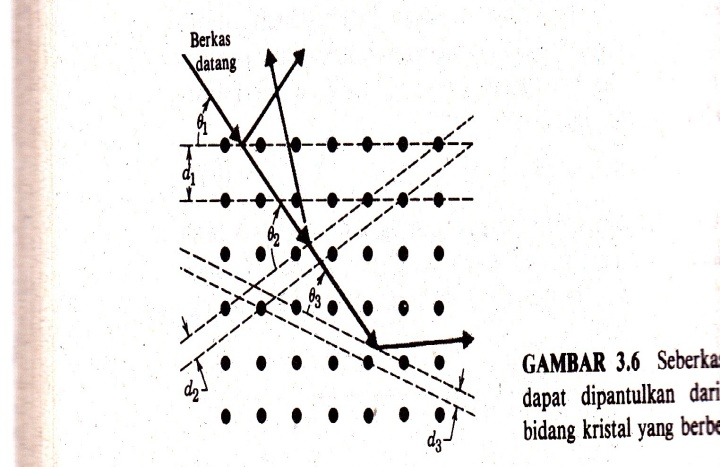 Berkas
datang
θ₁
d₁
θ₂
θ₃
d₂
d₃
GAMBAR 3.6 Seberkas
dapat dipantulkan dari
bidang kristal yang berbe